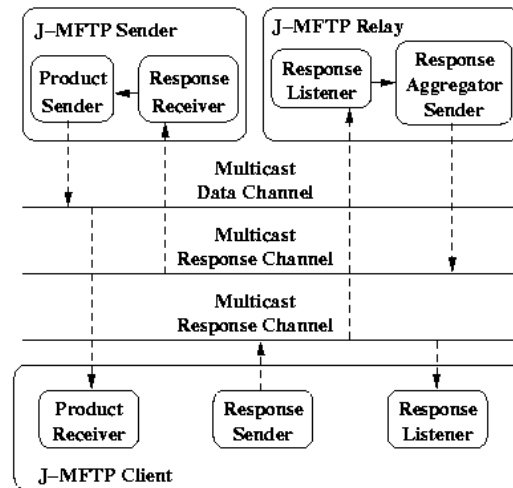 J–MFTP Sender
Product
Sender
Response
Receiver
J–MFTP Relay
Response
Listener
Response
Aggregator
Sender
Multicast
Data Channel
Multicast
Response Channel
Multicast
Response Channel
Product
Receiver
Response
Sender
Response
Listener
J–MFTP Client